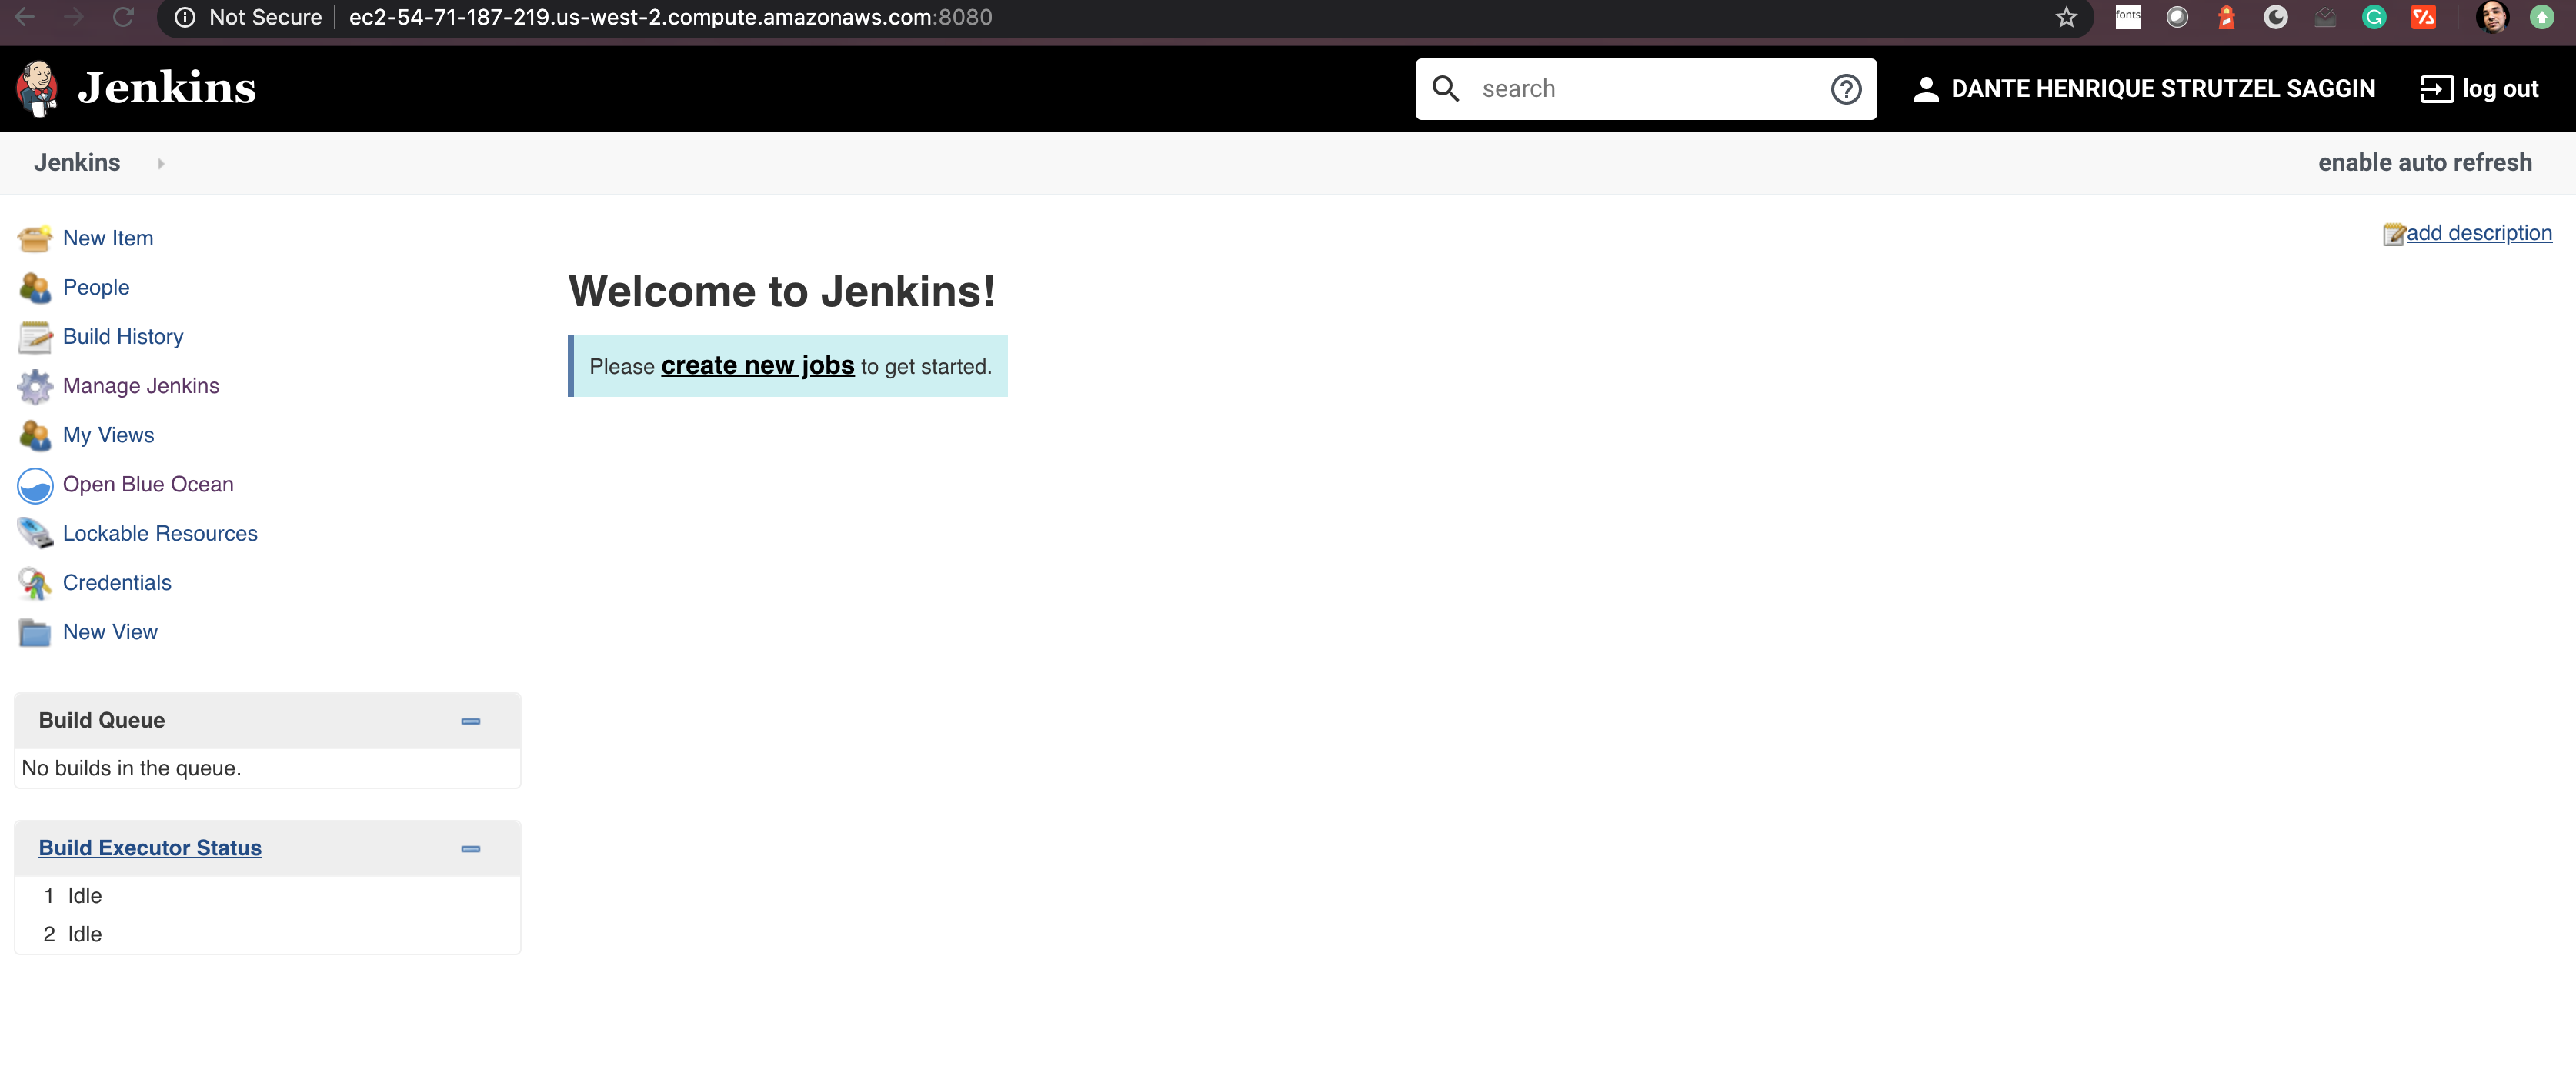 Not Secure | ec2-54-71-187-219.us-west-2.compute.amazonaws.com:8080
fonts
Jenkins
search
DANTE HENRIQUE STRUTZEL SAGGIN
log out
Jenkins
enable auto refresh
New Item
People
Build History
Manage Jenkins
My Views
Open Blue Ocean
Lockable Resources
Credentials
New View
add description
Welcome to Jenkins!
Please create new jobs to get started.
Build Queue
No builds in the queue.
Build Executor Status
1 Idle
2 Idle